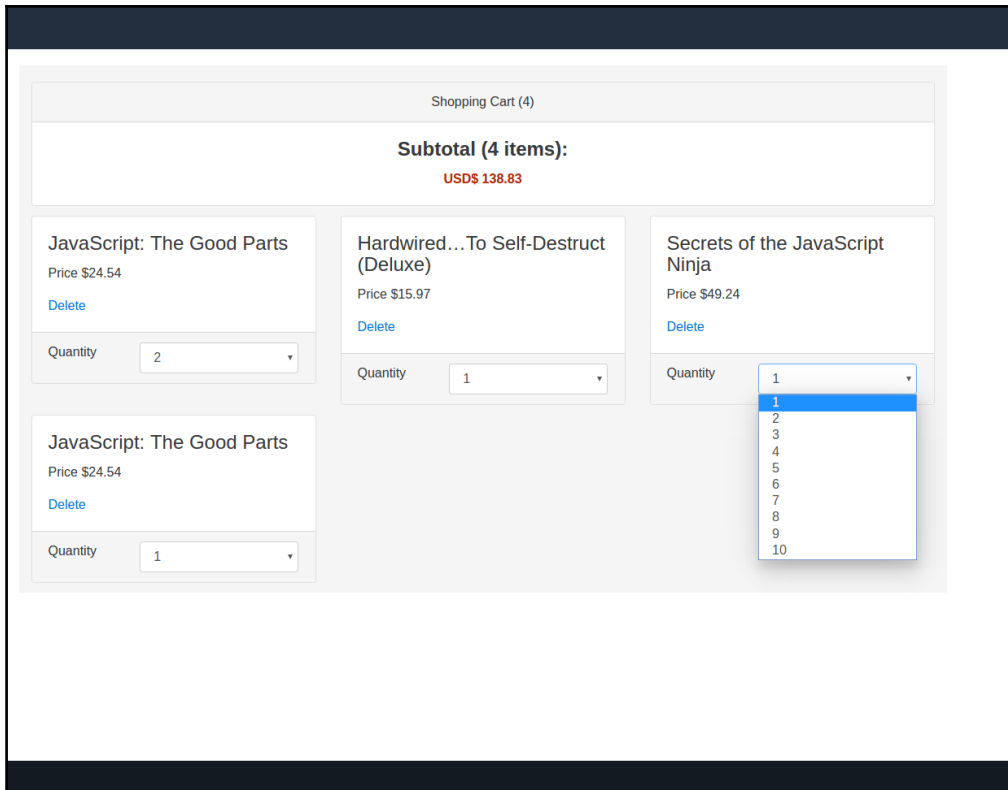 Shopping Cart (4)
Subtotal (4 items):
USD$ 138.83
JavaScript: The Good Parts
Price $24.54
Delete
Quantity
2
Hardwired…To Self-Destruct
(Deluxe)
Price $15.97
Delete
Quantity
1
Secrets of the JavaScript
Ninja
Price $49.24
Delete
Quantity
1
1
2
3
4
5
6
7
8
9
10
JavaScript: The Good Parts
Price $24.54
Delete
Quantity
1